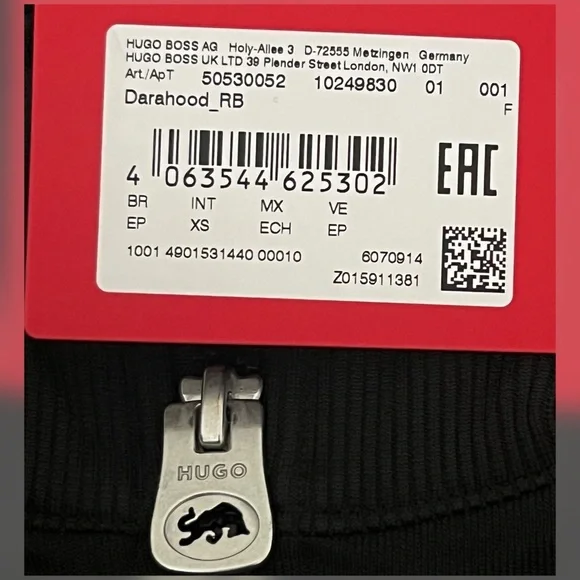 HUGO BOSS AG Holy-Allee 3 D-72555 Metzingen Germany
HUGO BOSS UK LTD 39 Plender Street London, NW1 0DT
Art./ApT 50530052 10249830 01 001
Darahood_RB F
4 063544 625302
EAC
BR INT MX VE
EP XS ECH EP
1001 4901531440 00010 6070914
Z015911381
HUGO